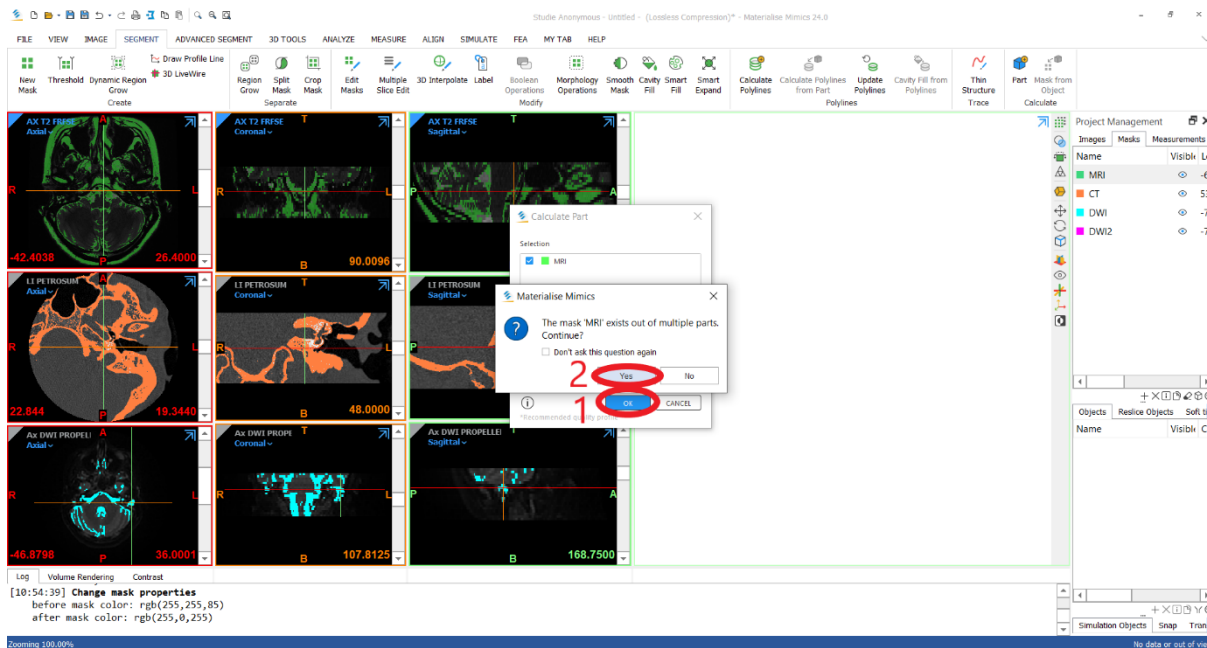 Studie Anonymous - Untitled - (Lossless Compression)* - Materialise Mimics 24.0
FILE VIEW IMAGE SEGMENT ADVANCED SEGMENT 3D TOOLS ANALYZE MEASURE ALIGN SIMULATE FEA MY TAB HELP
Draw Profile Line
3D LiveWire
New Mask Threshold Dynamic Region Grow Region Grow Split Mask Crop Mask Edit Masks Multiple Slice Edit 3D Interpolate Label Boolean Operations Morphology Operations Smooth Mask Cavity Fill Smart Fill Smart Expand Calculate Polylines Calculate Polylines from Part Update Polylines Cavity Fill from Polylines Thin Structure Part Mask from Object
Create Separate Modify Polylines Trace Calculate
AX T2 FRFSE A AX T2 FRFSE T AX T2 FRFSE T
Axial Coronal Sagittal
R L R L P A
-42.4038 26.4000 B 90.0096
LI PETROSUM A LI PETROSUM T LI PETROSUM
Axial Coronal Sagittal
R L R L P
22.844 P 19.3440 B 48.0000
Ax DWI PROPELL A Ax DWI PROPE T Ax DWI PROPELLER
Axial Coronal Sagittal
R L R L P A
-46.8798 P 36.0001 B 107.8125 B 168.7500
Calculate Part
Selection
MRI
Materialise Mimics
The mask 'MRI' exists out of multiple parts.
Continue?
Don't ask this question again
2 Yes No
1 OK CANCEL
*Recommended quality
Project Management
Images Masks Measurements
Name Visible
MRI
CT
DWI
DWI2
Objects Reslice Objects Soft
Name Visible
Simulation Objects Snap
Log Volume Rendering Contrast
[10:54:39] Change mask properties
before mask color: rgb(255,255,85)
after mask color: rgb(255,0,255)
Zooming 100.00% No data or out of